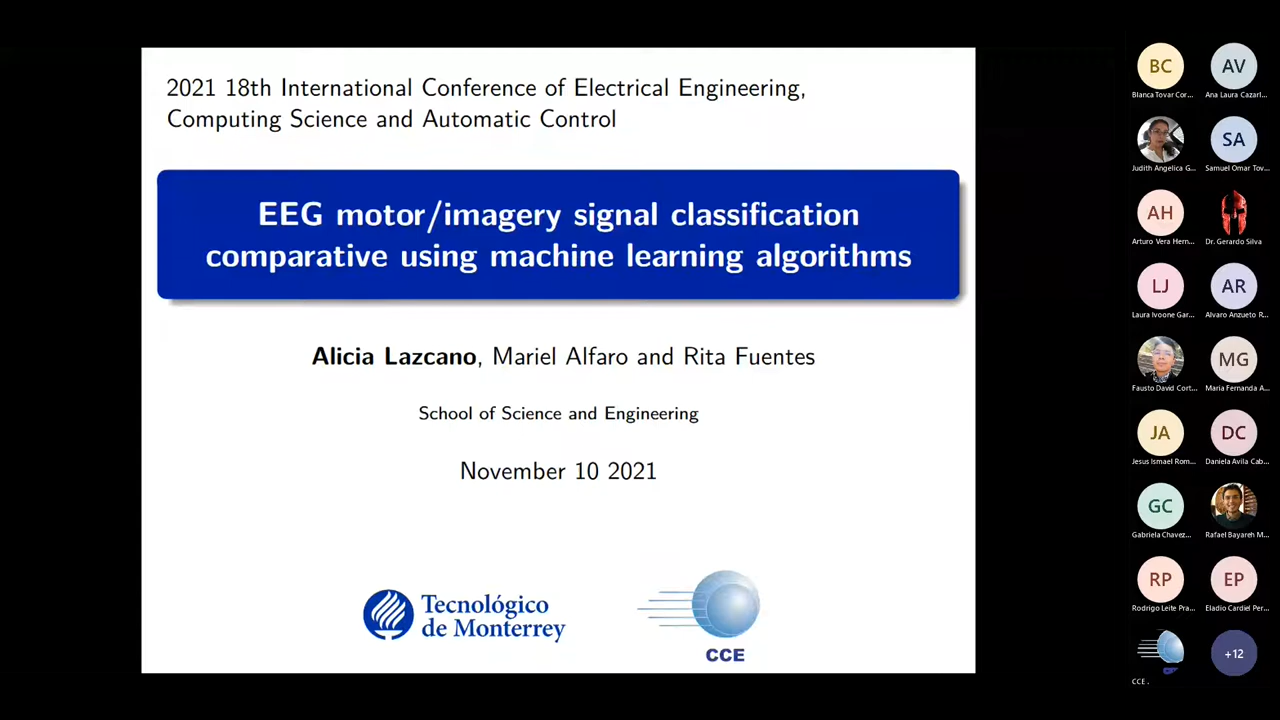 2021 18th International Conference of Electrical Engineering,
Computing Science and Automatic Control
EEG motor/imagery signal classification
comparative using machine learning algorithms
Alicia Lazcano, Mariel Alfaro and Rita Fuentes
School of Science and Engineering
November 10 2021
Tecnológico
de Monterrey
CCE
BC
Blanca Tovar Cor...
AV
Ana Laura Cazarl...
Judith Angelica G...
SA
Samuel Omar Tov...
AH
Arturo Vera Hern...
Dr. Gerardo Silva
LJ
Laura Ivoone Gar...
AR
Alvaro Anzueto R...
Fausto David Cort...
MG
Maria Fernanda A...
JA
Jesus Ismael Rom...
DC
Daniela Avila Cab...
GC
Gabriela Chavez...
Rafael Bayareh M...
RP
Rodrigo Leite Pra...
EP
Eladio Cardiel Per...
CCE .
+12